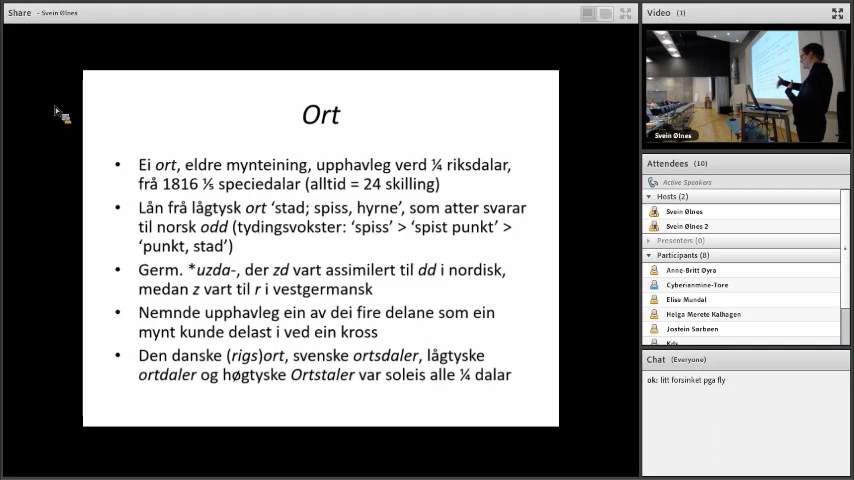 Share - Svein Ølnes
Ort
• Ei ort, eldre mynteining, upphavleg verd ¼ riksdalar,
frå 1816 ⅕ speciedalar (alltid = 24 skilling)
• Lån frå lågtysk ort ‘stad; spiss, hyrne’, som atter svarar
til norsk odd (tydingsvokster: ‘spiss’ > ‘spist punkt’ >
‘punkt, stad’)
• Germ. *uzda-, der zd vart assimilert til dd i nordisk,
medan z vart til r i vestgermansk
• Nemnde upphavleg ein av dei fire delane som ein
mynt kunde delast i ved ein kross
• Den danske (rigs)ort, svenske ortsdaler, lågtyske
ortdaler og høgtyske Ortstaler var soleis alle ¼ dalar
Video (1)
Svein Ølnes
Attendees (10)
Active Speakers
Hosts (2)
Svein Ølnes
Svein Ølnes 2
Presenters (0)
Participants (8)
Anne-Britt Øyra
Cyberianmine-Tore
Elise Mundal
Helga Merete Kalhagen
Jostein Sørbøen
Chat (Everyone)
ok: litt forsinket pga fly